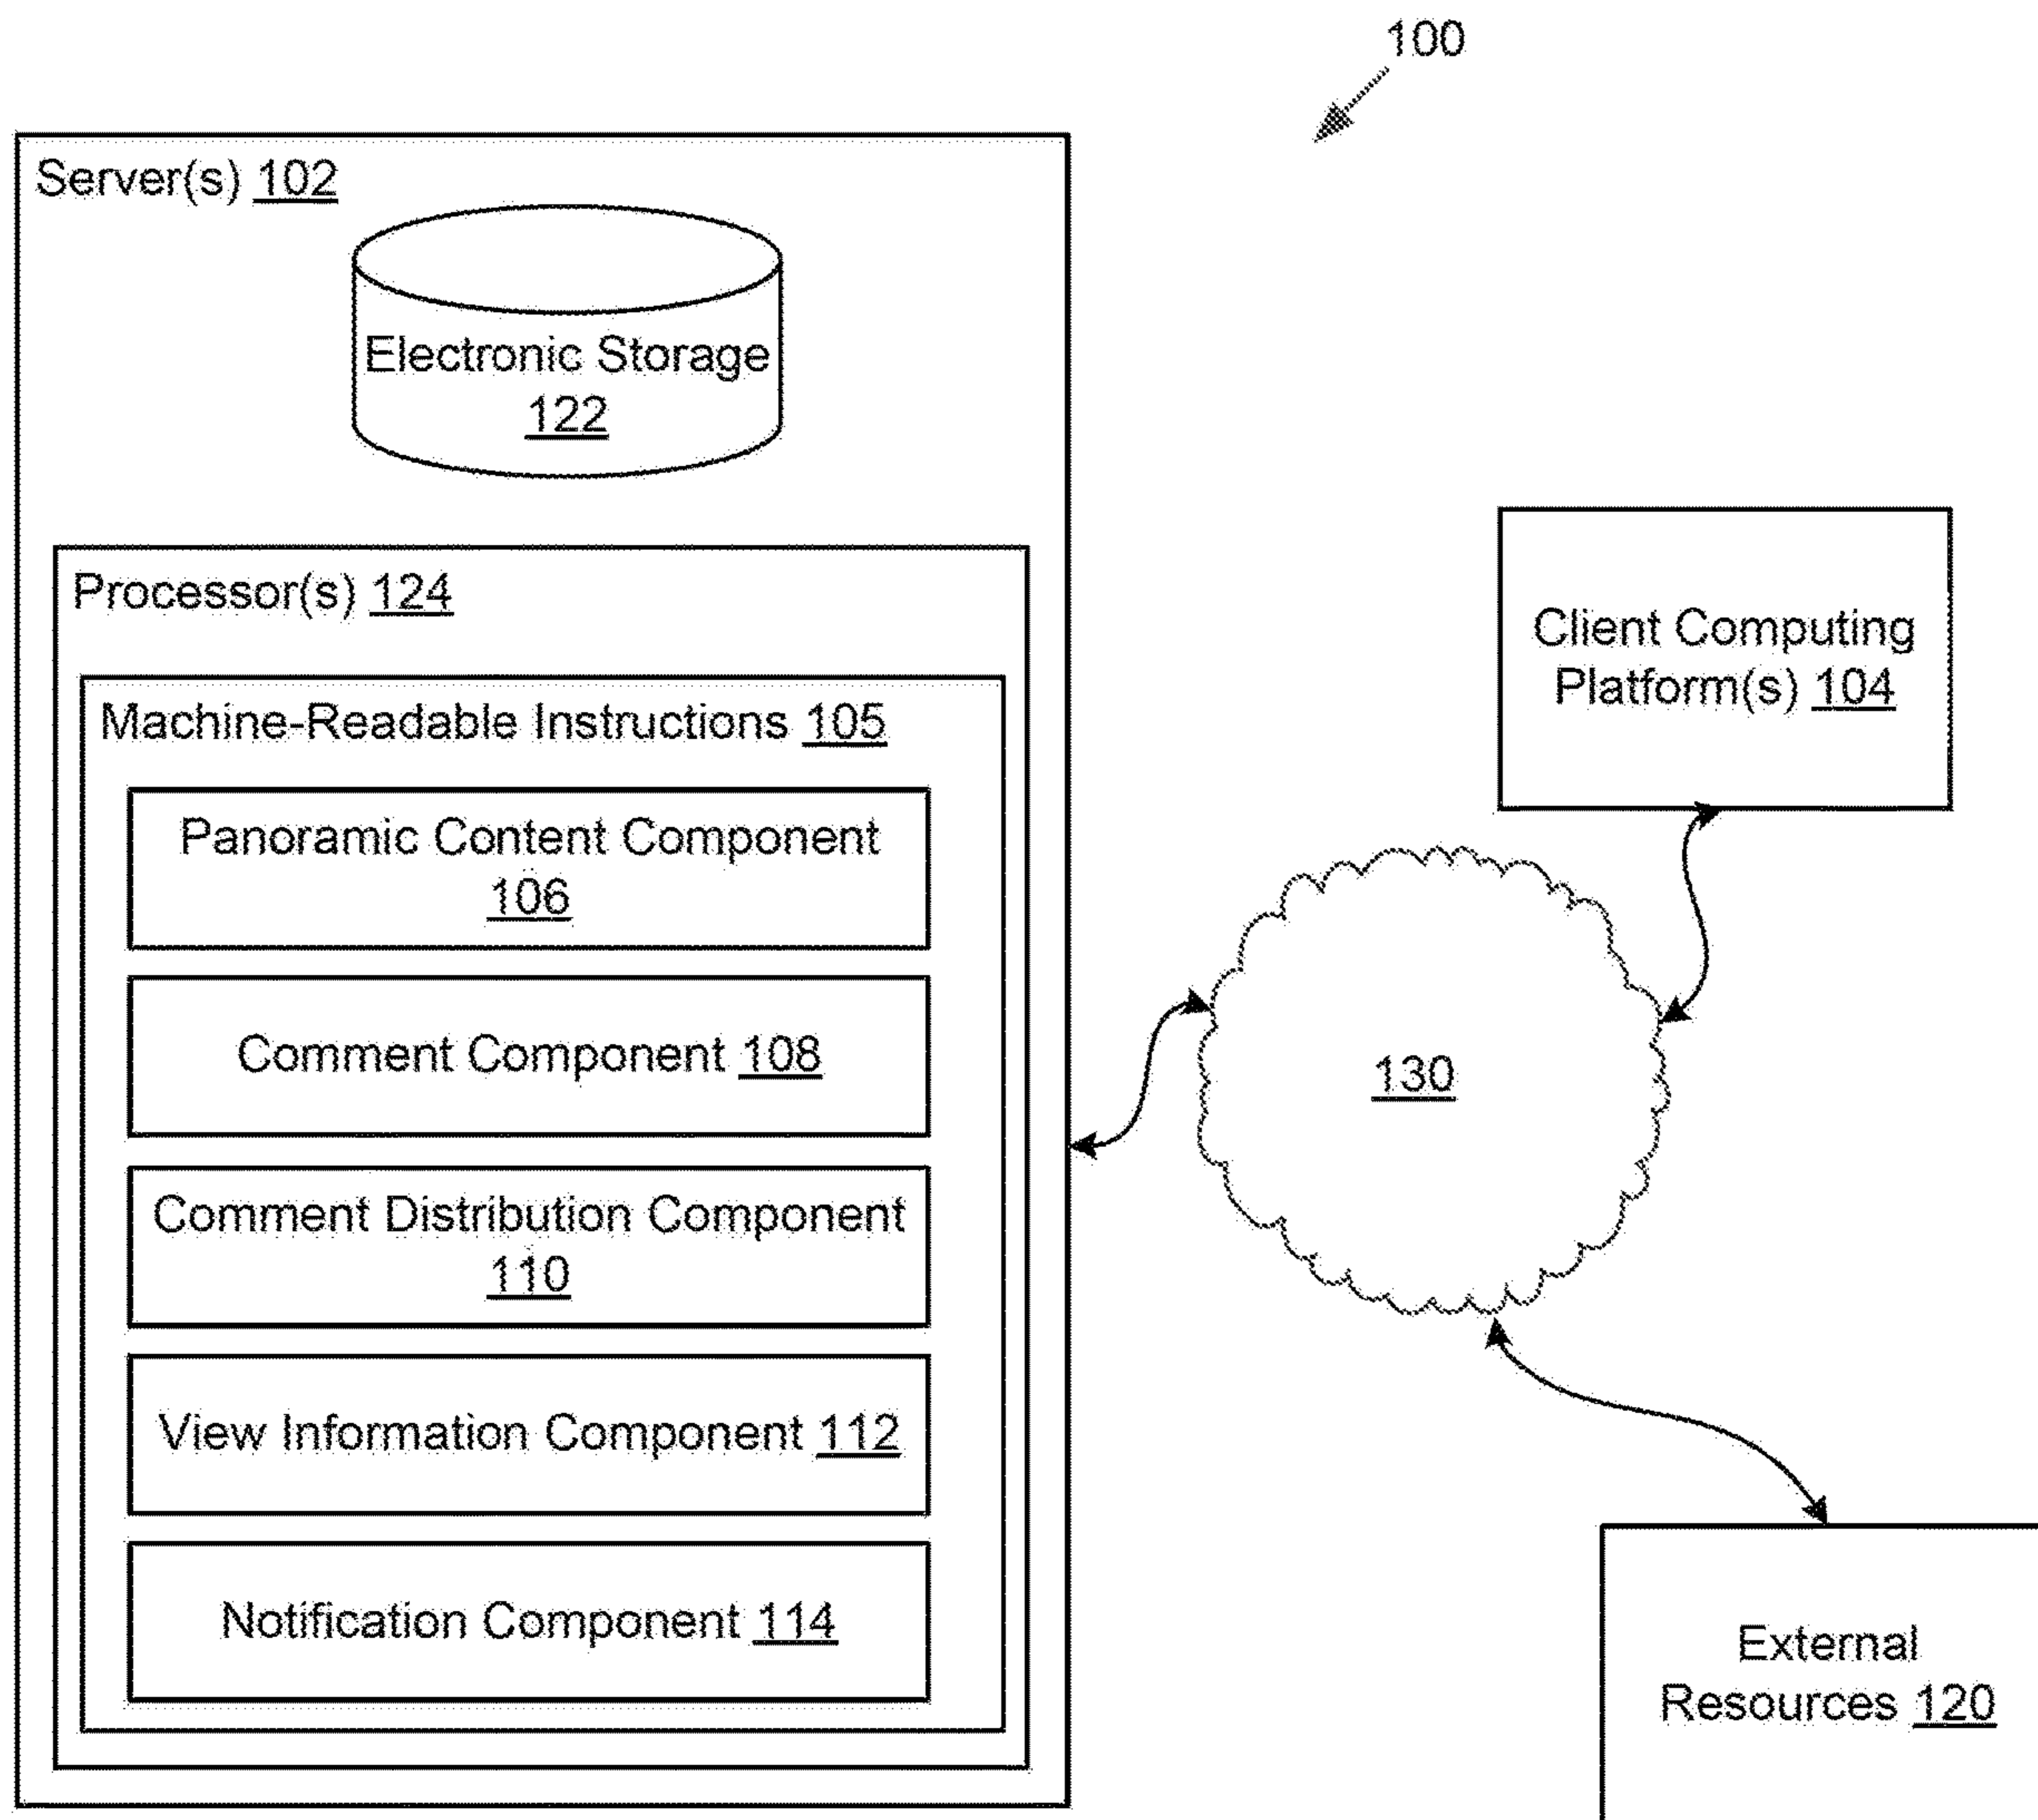 100
Server(s) 102
Electronic Storage
122
Processor(s) 124
Machine-Readable Instructions 105
Panoramic Content Component
106
Comment Component 108
Comment Distribution Component
110
View Information Component 112
Notification Component 114
Client Computing
Platform(s) 104
130
External
Resources 120